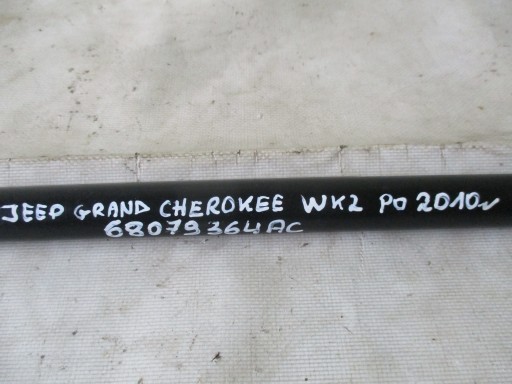 JEEP GRAND CHEROKEE WK2 PO 2010r
68079364AC